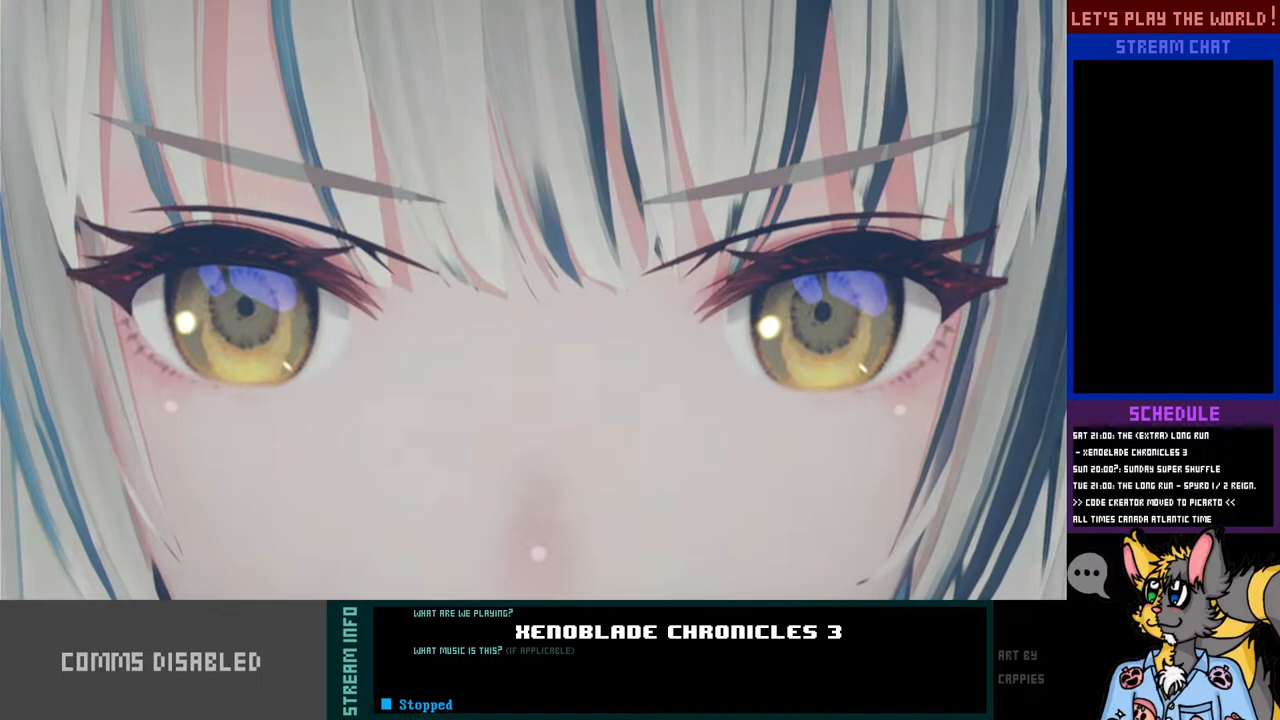 LET'S PLAY THE WORLD!
STREAM CHAT
SCHEDULE
SAT 21:00: THE (EXTRA) LONG RUN
- XENOBLADE CHRONICLES 3
SUN 20:00?: SUNDAY SUPER SHUFFLE
TUE 21:00: THE LONG RUN - SPYRO 1/ 2 REIGN.
>> CODE CREATOR MOVED TO PICARTO <<
ALL TIMES CANADA ATLANTIC TIME
COMMS DISABLED
STREAM INFO
WHAT ARE WE PLAYING?
XENOBLADE CHRONICLES 3
WHAT MUSIC IS THIS? (IF APPLICABLE)
Stopped
ART BY
CAPPIES